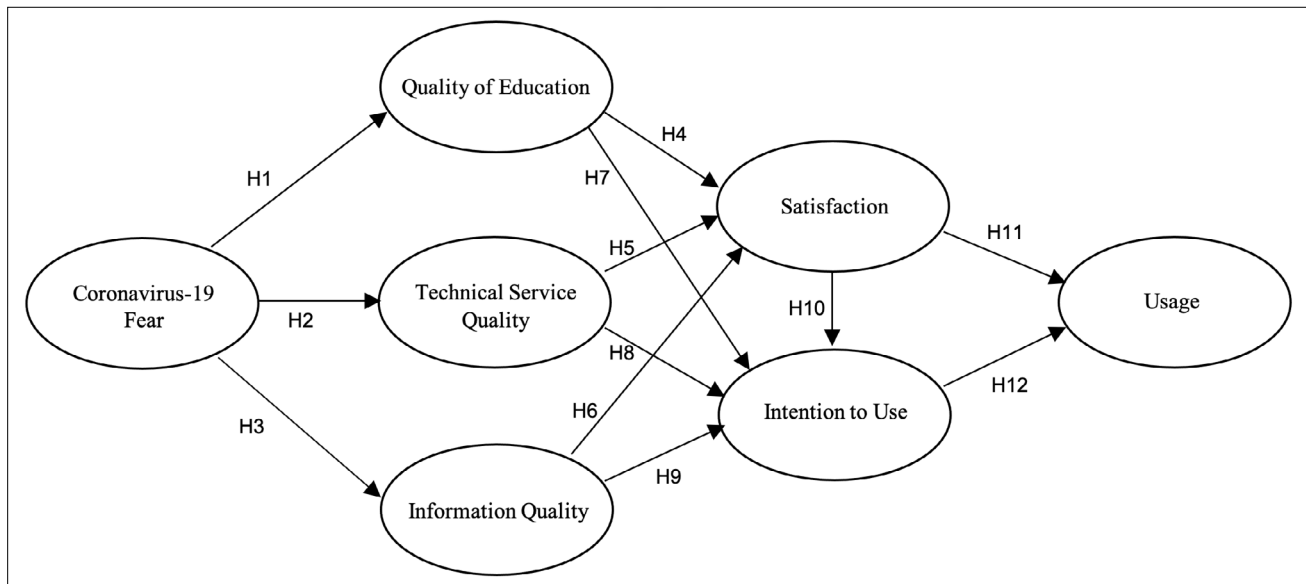 Quality of Education
H4
H1
H7
Satisfaction
H5
H11
Coronavirus-19
Fear
H2
Technical Service
Quality
H10
Usage
H8
H3
H6
Intention to Use
H12
H9
Information Quality